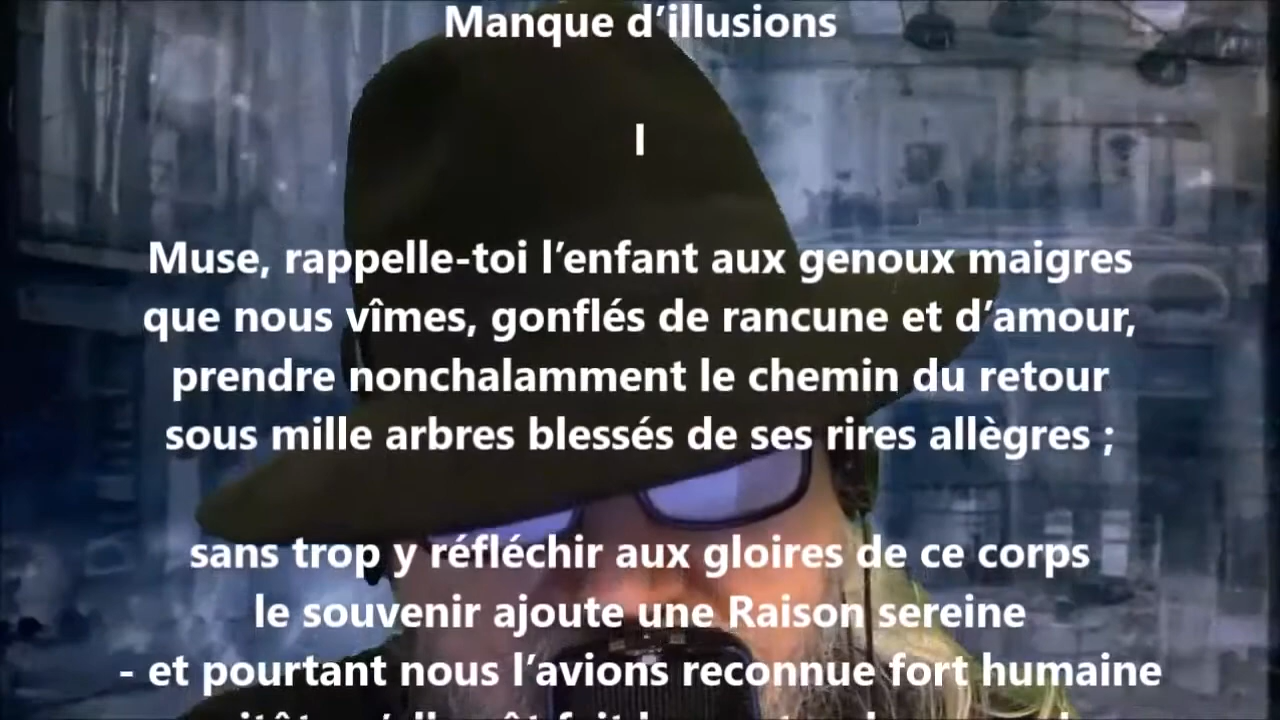 Manque d’illusions
I
Muse, rappelle-toi l’enfant aux genoux maigres
que nous vîmes, gonflés de rancune et d’amour,
prendre nonchalamment le chemin du retour
sous mille arbres blessés de ses rires allègres ;
sans trop y réfléchir aux gloires de ce corps
le souvenir ajoute une Raison sereine
- et pourtant nous l’avions reconnue fort humaine